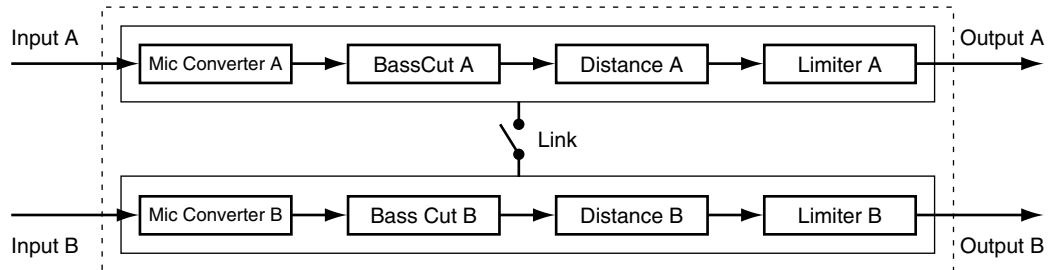 Input A
Output A
Mic Converter A
BassCut A
Distance A
Limiter A
Link
Mic Converter B
Bass Cut B
Distance B
Limiter B
Input B
Output B